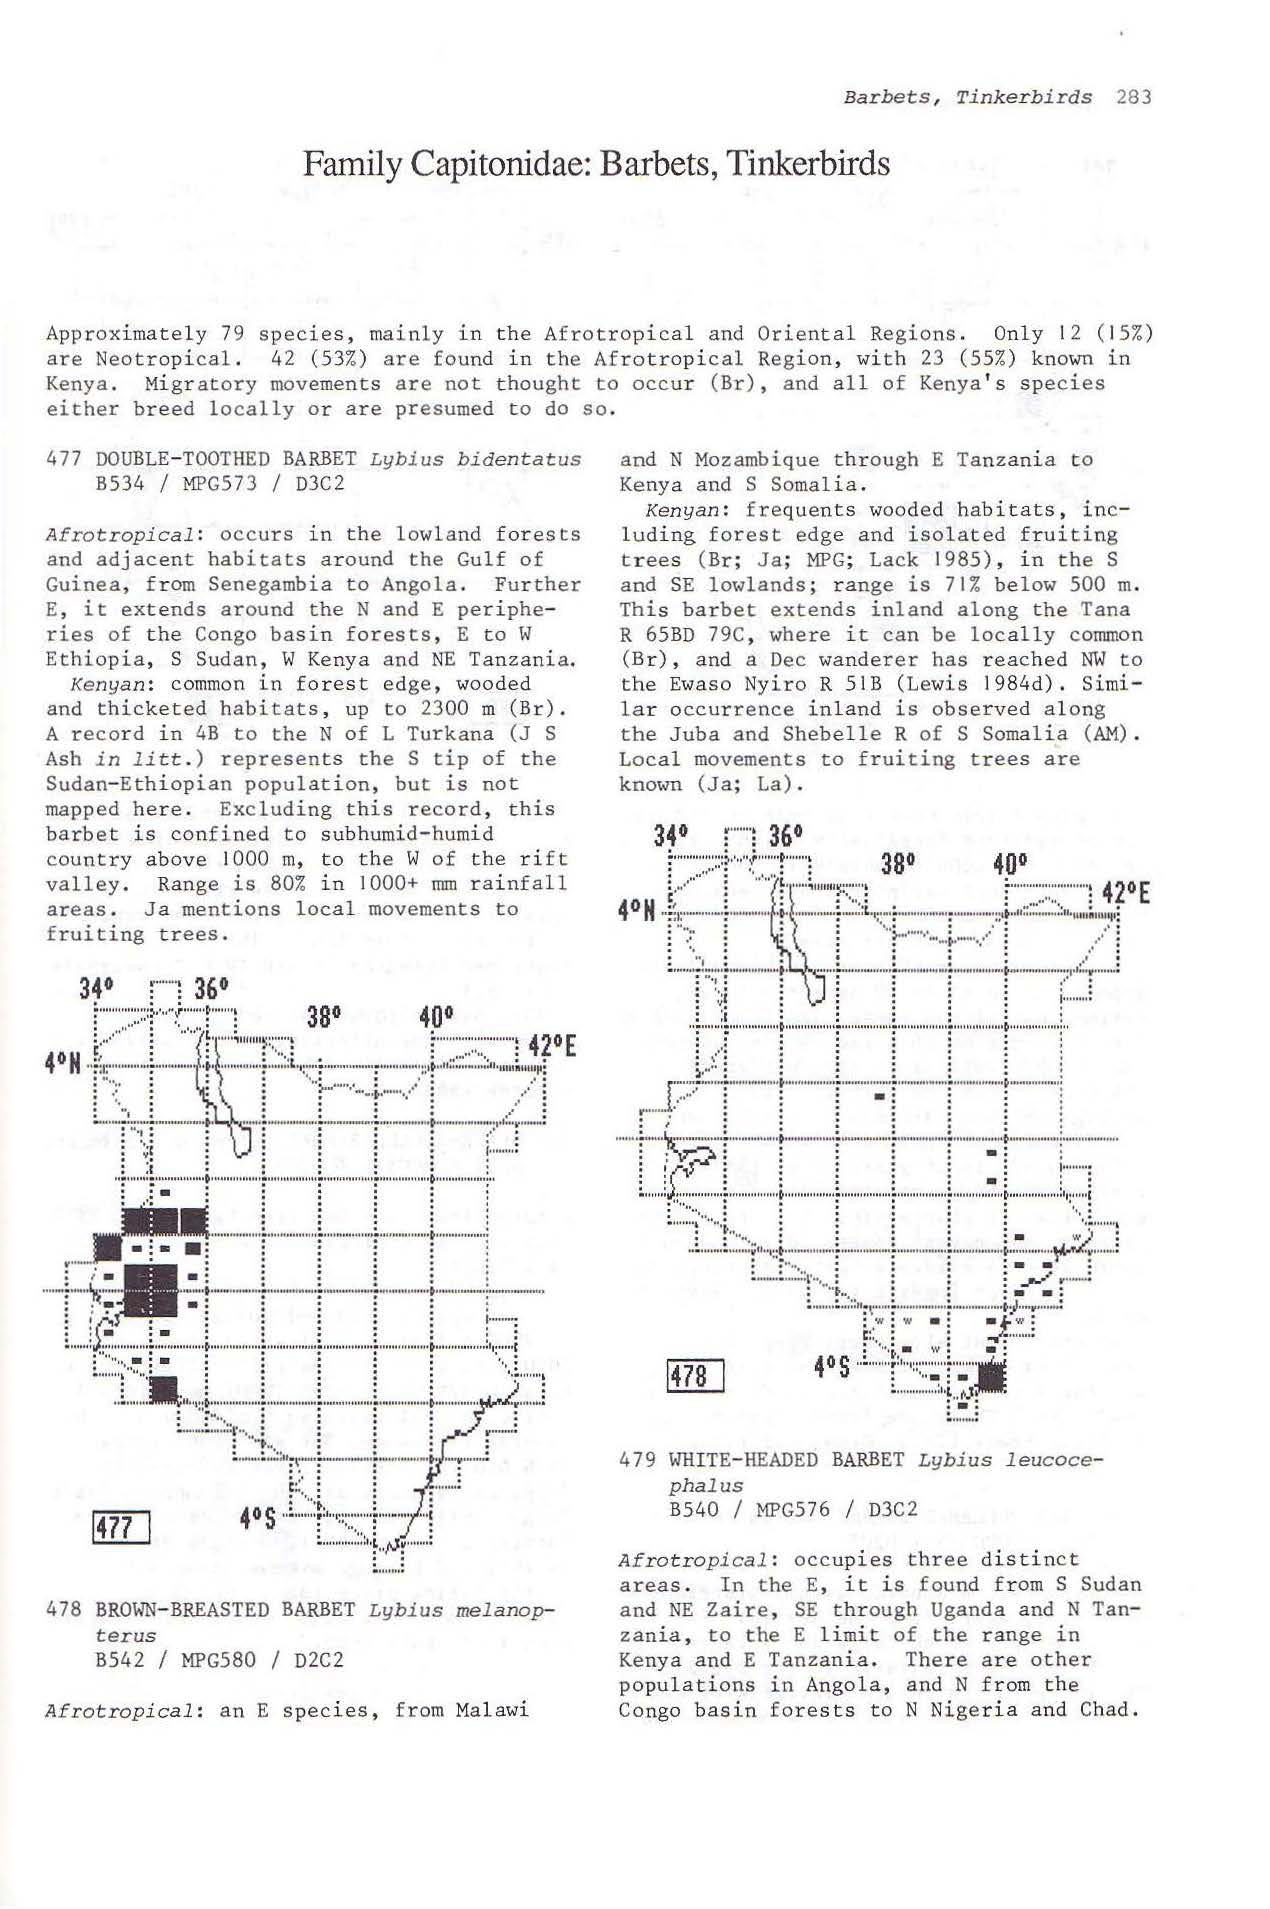 Barbets, Tinkerbirds 283
Family Capitonidae: Barbets, Tinkerbirds
Approximately 79 species, mainly in the Afrotropical and Oriental Regions. Only 12 (15%)
are Neotropical. 42 (53%) are found in the Afrotropical Region, with 23 (55%) known in
Kenya. Migratory movements are not thought to occur (Br), and all of Kenya's species
either breed locally or are presumed to do so.
477 DOUBLE-TOOTHED BARBET Lybius bidentatus
B534 / MPG573 / D3C2
Afrotropical: occurs in the lowland forests
and adjacent habitats around the Gulf of
Guinea, from Senegambia to Angola. Further
E, it extends around the N and E periphe-
ries of the Congo basin forests, E to W
Ethiopia, S Sudan, W Kenya and NE Tanzania.
Kenyan: common in forest edge, wooded
and thicketed habitats, up to 2300 m (Br).
A record in 4B to the N of L Turkana (J S
Ash in litt.) represents the S tip of the
Sudan-Ethiopian population, but is not
mapped here. Excluding this record, this
barbet is confined to subhumid-humid
country above 1000 m, to the W of the rift
valley. Range is 80% in 1000+ mm rainfall
areas. Ja mentions local movements to
fruiting trees.
34° 36°
38° 40°
42°E
4°N
4°S
477
478 BROWN-BREASTED BARBET Lybius melanop-
terus
B542 / MPG580 / D2C2
Afrotropical: an E species, from Malawi
and N Mozambique through E Tanzania to
Kenya and S Somalia.
Kenyan: frequents wooded habitats, inc-
luding forest edge and isolated fruiting
trees (Br; Ja; MPG; Lack 1985), in the S
and SE lowlands; range is 71% below 500 m.
This barbet extends inland along the Tana
R 65BD 79C, where it can be locally common
(Br), and a Dec wanderer has reached NW to
the Ewaso Nyiro R 51B (Lewis 1984d). Simi-
lar occurrence inland is observed along
the Juba and Shebelle R of S Somalia (AM).
Local movements to fruiting trees are
known (Ja; La).
34° 36°
38° 40°
42°E
4°N
w
w w w
w
4°S
478
479 WHITE-HEADED BARBET Lybius leucoce-
phalus
B540 / MPG576 / D3C2
Afrotropical: occupies three distinct
areas. In the E, it is found from S Sudan
and NE Zaire, SE through Uganda and N Tan-
zania, to the E limit of the range in
Kenya and E Tanzania. There are other
populations in Angola, and N from the
Congo basin forests to N Nigeria and Chad.